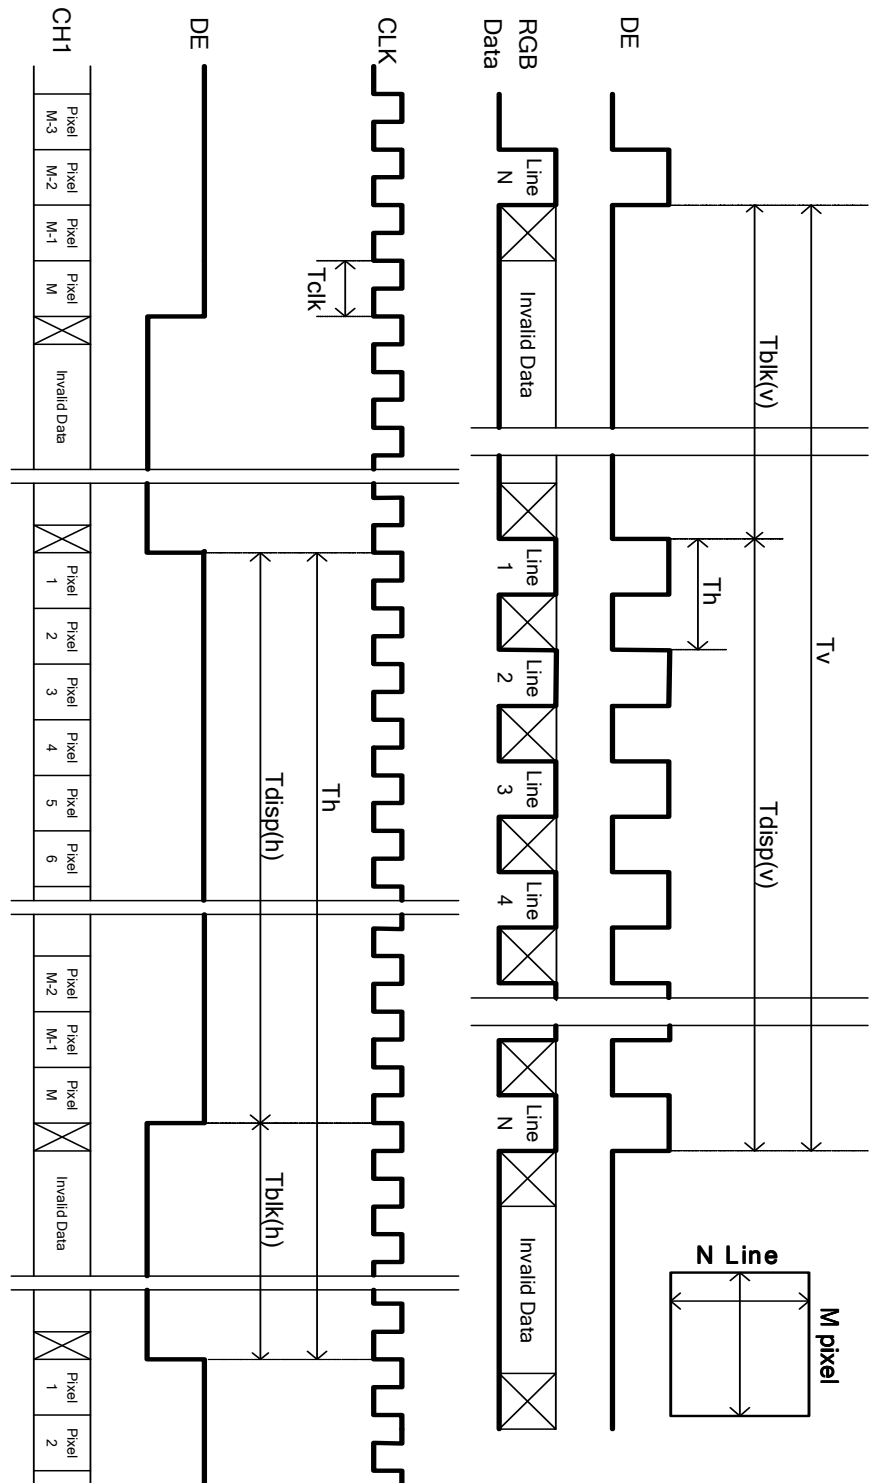 DE
RGB
Data
Line
N
Invalid Data
Line
1
Line
2
Line
3
Line
4
Line
N
Invalid Data
Tblk(v)
Tv
Th
Tdisp(v)
N Line
M pixel
CLK
Tclk
DE
Th
Tdisp(h)
Tblk(h)
CH1
Pixel
M-3
Pixel
M-2
Pixel
M-1
Pixel
M
Invalid Data
Pixel
1
Pixel
2
Pixel
3
Pixel
4
Pixel
5
Pixel
6
Pixel
M-2
Pixel
M-1
Pixel
M
Invalid Data
Pixel
1
Pixel
2